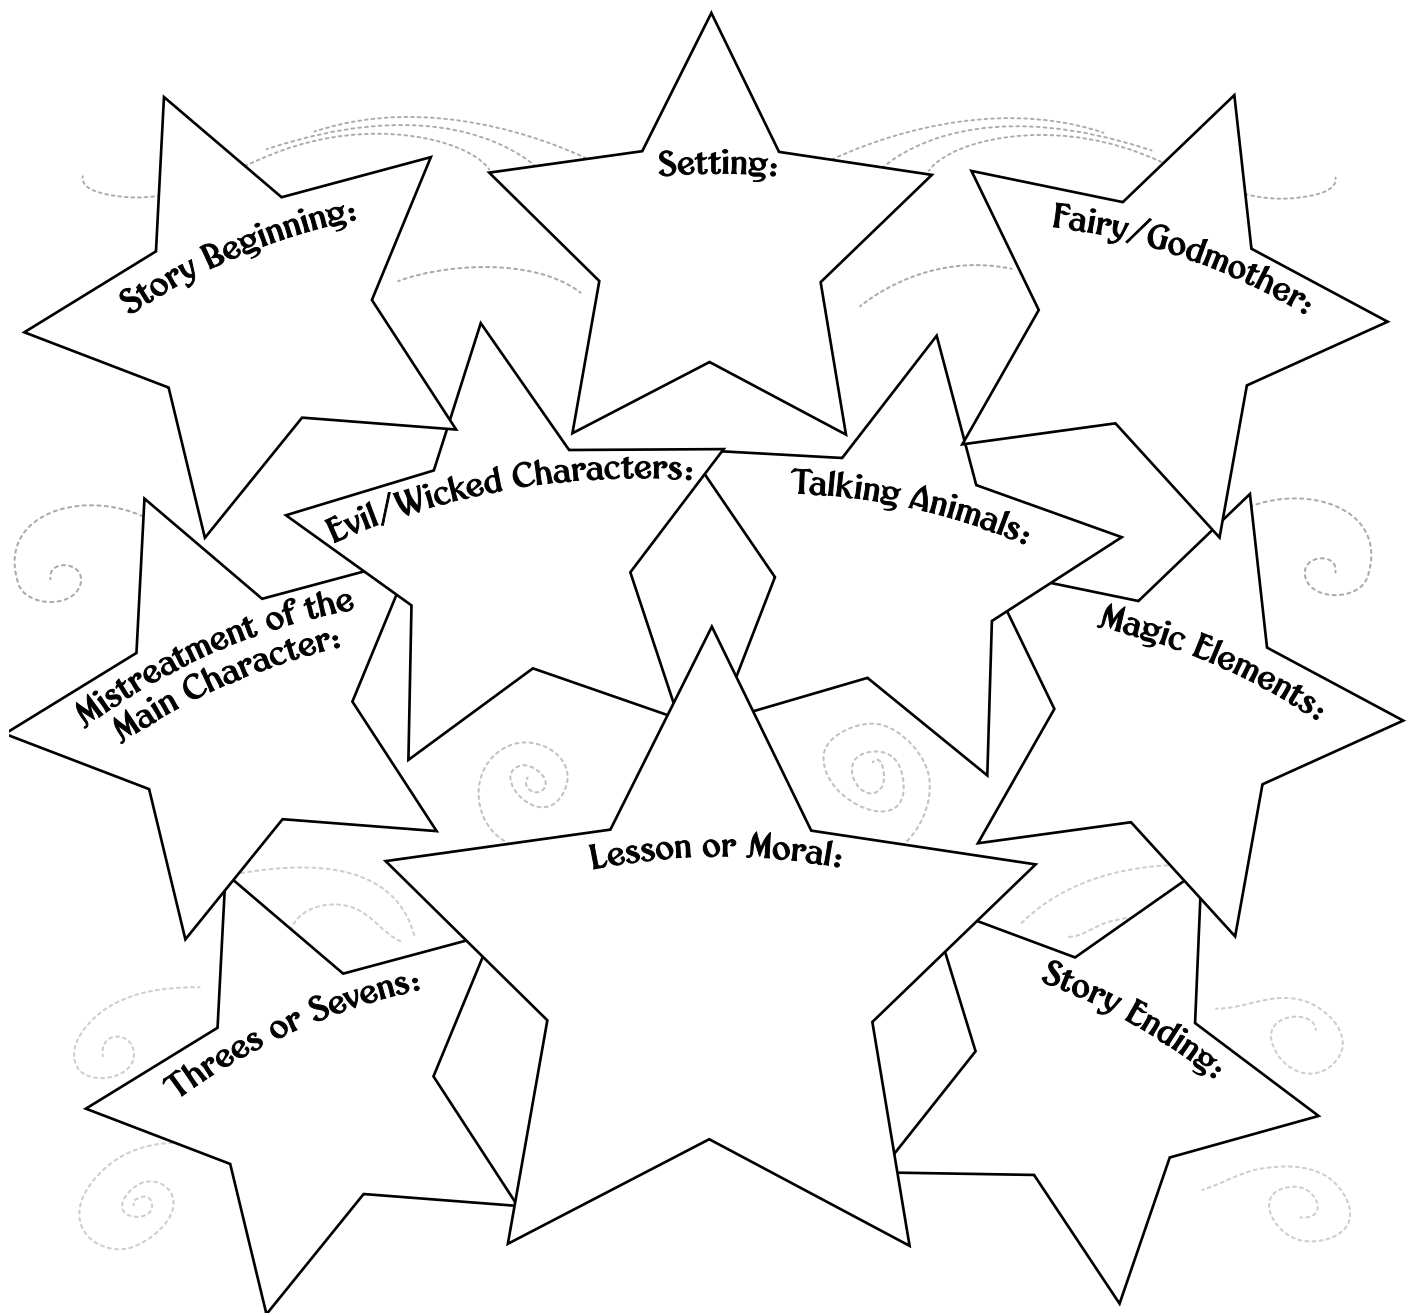 Setting:
Story Beginning:
Fairy/Godmother:
Evil/Wicked Characters:
Talking Animals:
Mistreatment of the
Main Character:
Magic Elements:
Lesson or Moral:
Threes or Sevens:
Story Ending: